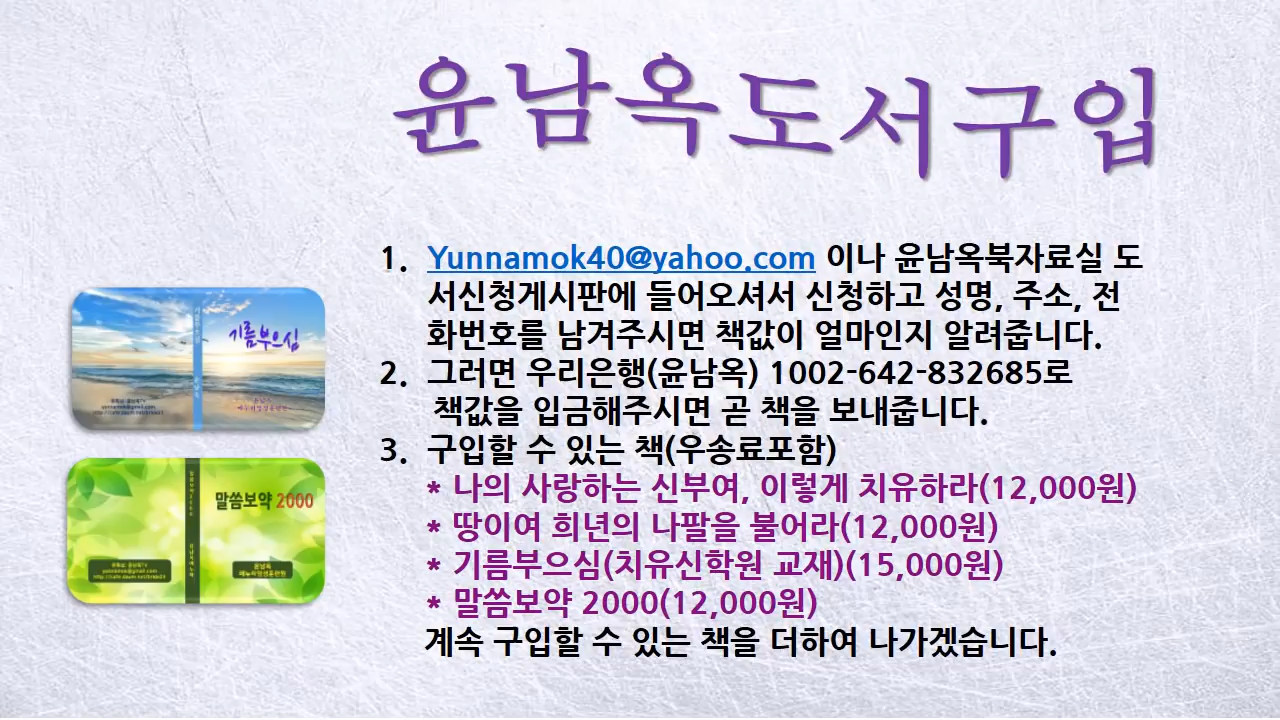 윤남옥도서구입
1. Yunnamok40@yahoo.com 이나 윤남옥북자료실 도
서신청게시판에 들어오셔서 신청하고 성명, 주소, 전
화번호를 남겨주시면 책값이 얼마인지 알려줍니다.
2. 그러면 우리은행(윤남옥) 1002-642-832685로
책값을 입금해주시면 곧 책을 보내줍니다.
3. 구입할 수 있는 책(우송료포함)
* 나의 사랑하는 신부여, 이렇게 치유하라(12,000원)
* 땅이여 희년의 나팔을 불어라(12,000원)
* 기름부으심(치유신학원 교재)(15,000원)
* 말씀보약 2000(12,000원)
계속 구입할 수 있는 책을 더하여 나가겠습니다.
기름부으심
말씀보약 2000
윤남옥